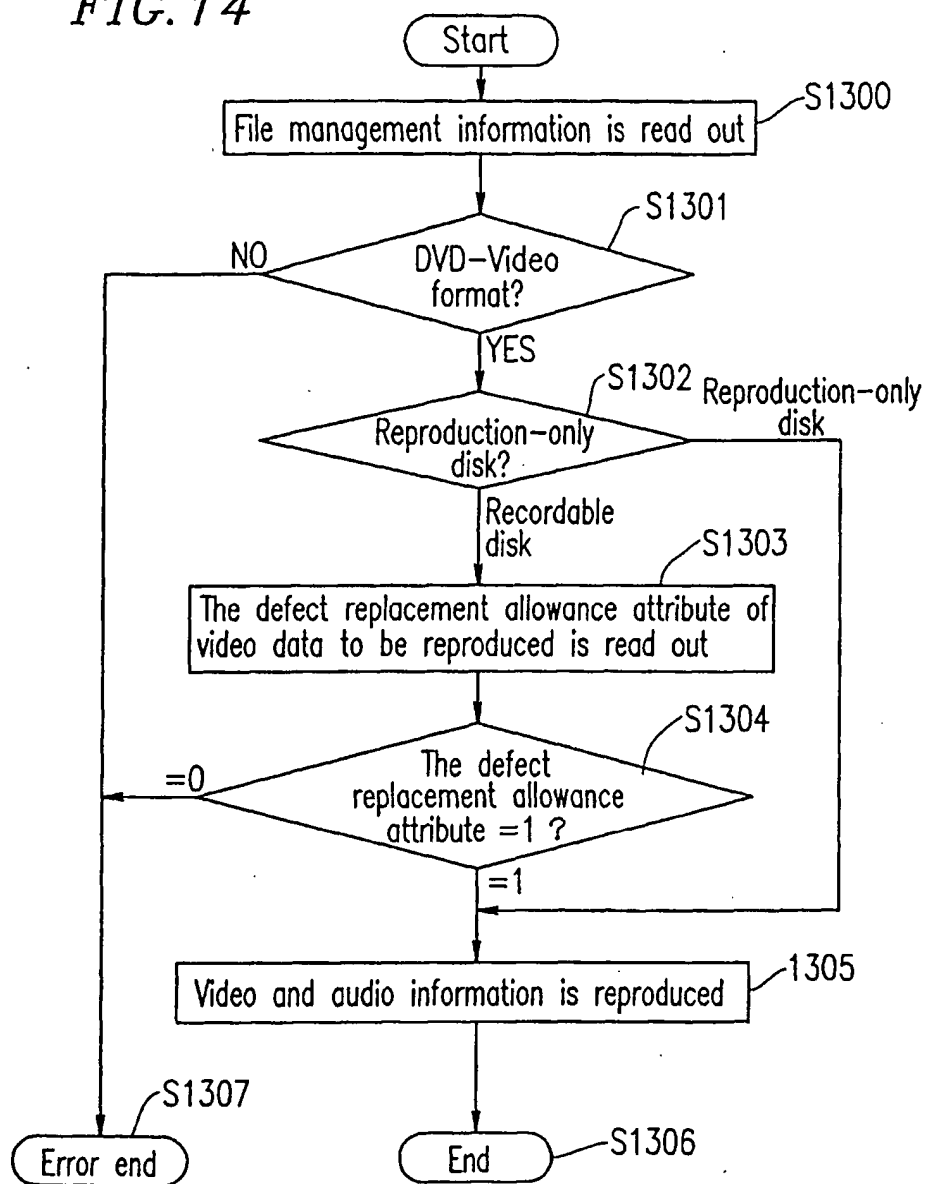 FIG. 14
Start
S1300
File management information is read out
S1301
NO
DVD-Video
format?
YES
S1302
Reproduction-only
disk
Reproduction-only
disk?
Recordable
disk
S1303
The defect replacement allowance attribute of
video data to be reproduced is read out
S1304
=0
The defect
replacement allowance
attribute =1 ?
=1
1305
Video and audio information is reproduced
S1307
Error end
End
S1306